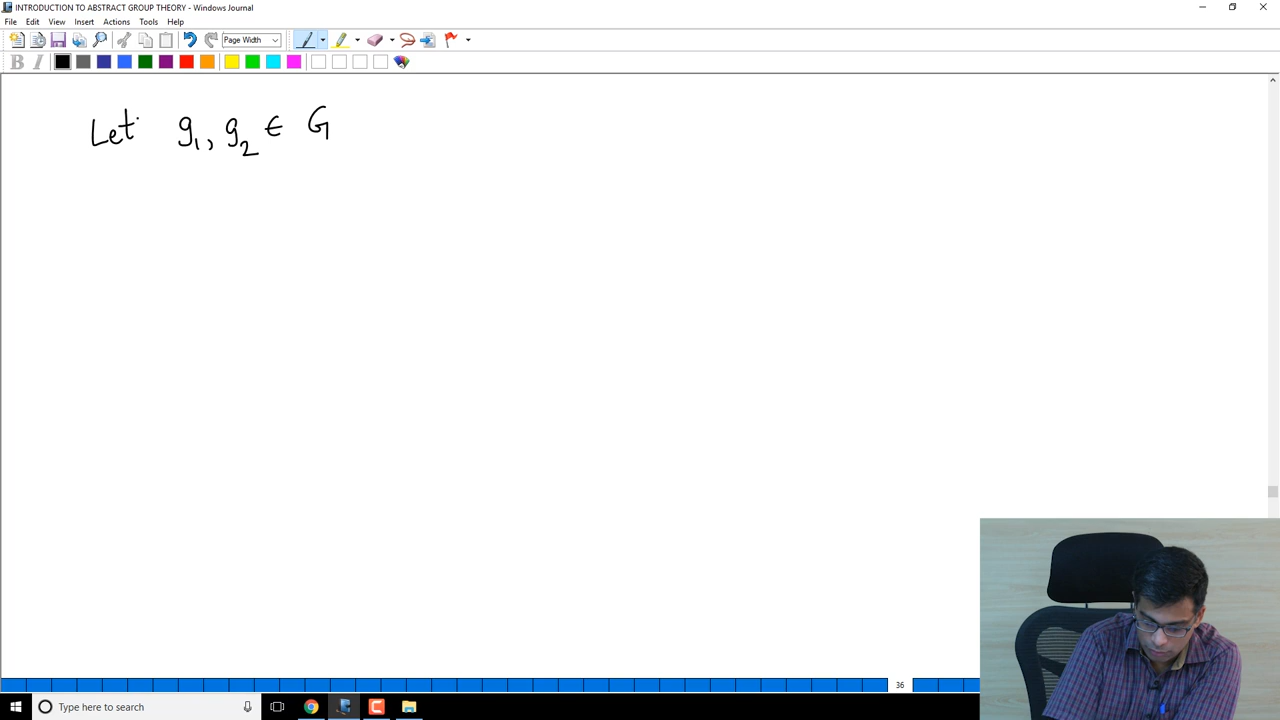 INTRODUCTION TO ABSTRACT GROUP THEORY - Windows Journal
File Edit View Insert Actions Tools Help
Page Width
B I
Let g₁, g₂ ∈ G
36
Type here to search